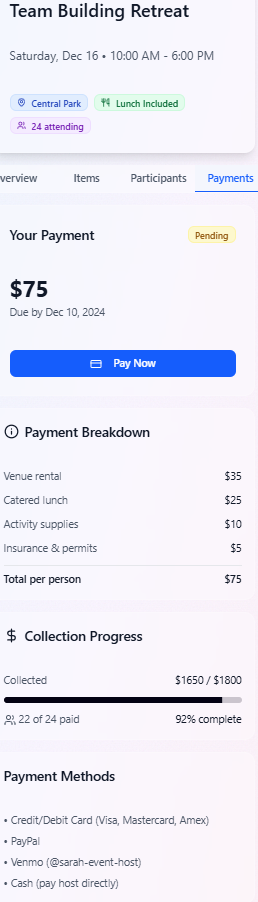 Team Building Retreat
Saturday, Dec 16 • 10:00 AM - 6:00 PM
Central Park
Lunch Included
24 attending
verview Items Participants Payments
Your Payment Pending
$75
Due by Dec 10, 2024
Pay Now
Payment Breakdown
Venue rental $35
Catered lunch $25
Activity supplies $10
Insurance & permits $5
Total per person $75
Collection Progress
Collected $1650 / $1800
22 of 24 paid 92% complete
Payment Methods
• Credit/Debit Card (Visa, Mastercard, Amex)
• PayPal
• Venmo (@sarah-event-host)
• Cash (pay host directly)